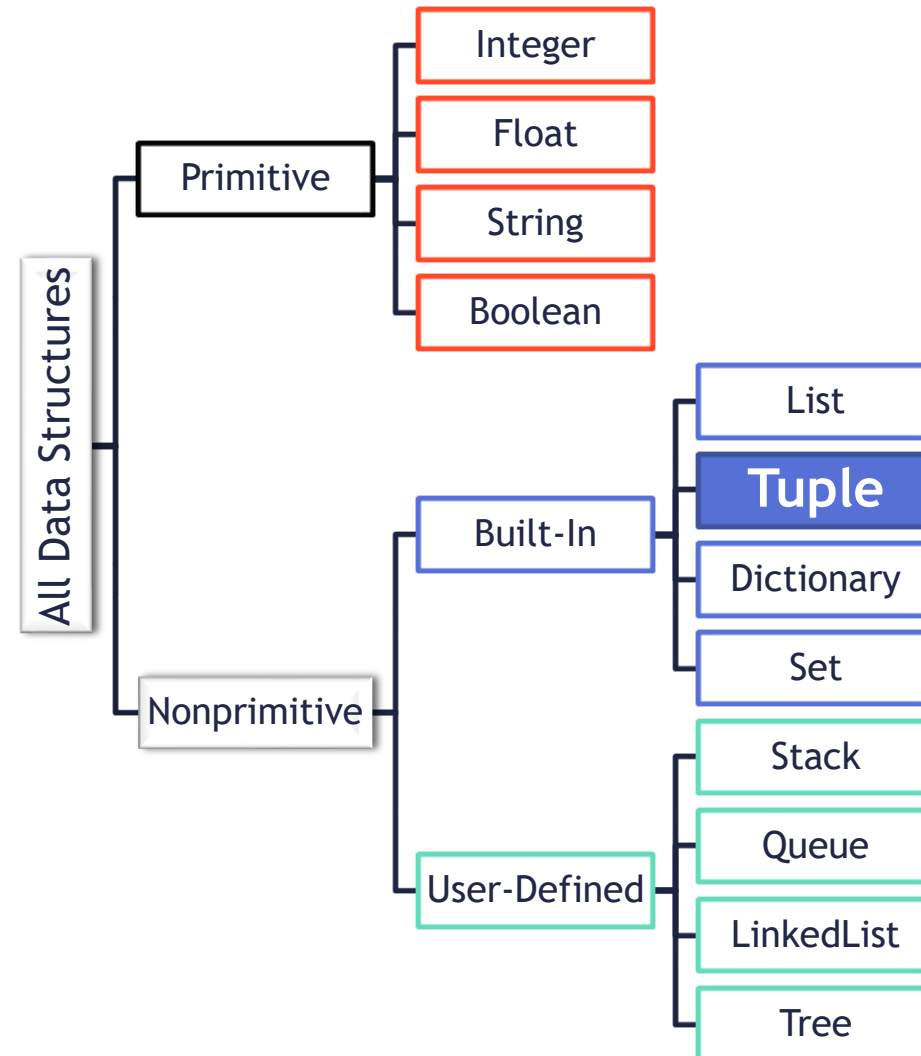 All Data Structures
Primitive
Integer
Float
String
Boolean
Nonprimitive
Built-In
List
Tuple
Dictionary
Set
User-Defined
Stack
Queue
LinkedList
Tree